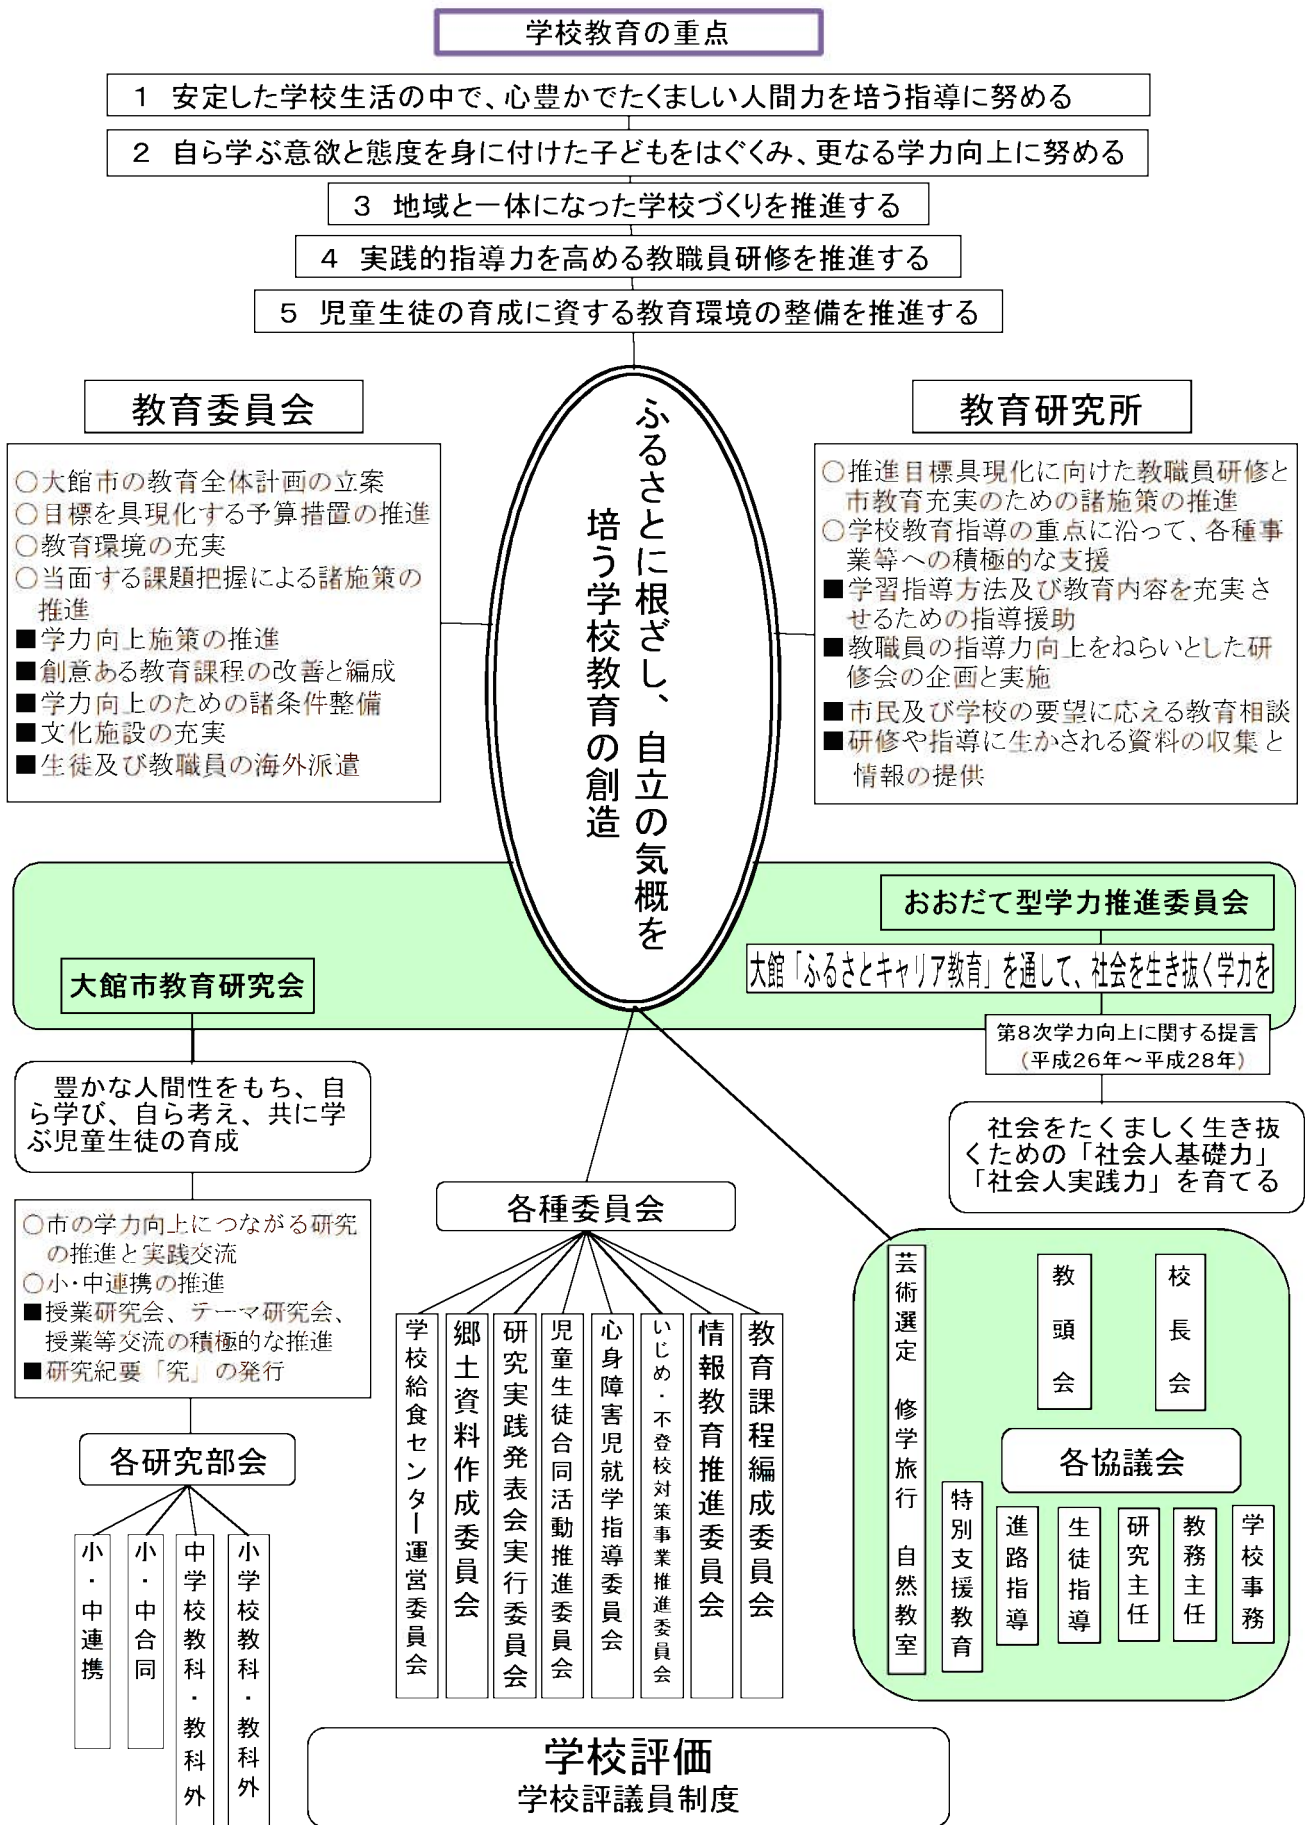 学校教育の重点
1 安定した学校生活の中で、心豊かでたくましい人間力を培う指導に努める
2 自ら学ぶ意欲と態度を身に付けた子どもをはぐくみ、更なる学力向上に努める
3 地域と一体になった学校づくりを推進する
4 実践的指導力を高める教職員研修を推進する
5 児童生徒の育成に資する教育環境の整備を推進する
教育委員会
○大館市の教育全体計画の立案
○目標を具現化する予算措置の推進
○教育環境の充実
○当面する課題把握による諸施策の
推進
■学力向上施策の推進
■創意ある教育課程の改善と編成
■学力向上のための諸条件整備
■文化施設の充実
■生徒及び教職員の海外派遣
ふるさとに根ざし、自立の気概を
培う学校教育の創造
教育研究所
○推進目標具現化に向けた教職員研修と
市教育充実のための諸施策の推進
○学校教育指導の重点に沿って、各種事
業等への積極的な支援
■学習指導方法及び教育内容を充実さ
せるための指導援助
■教職員の指導力向上をねらいとした研
修会の企画と実施
■市民及び学校の要望に応える教育相談
■研修や指導に生かされる資料の収集と
情報の提供
大館市教育研究会
豊かな人間性をもち、自
ら学び、自ら考え、共に学
ぶ児童生徒の育成
○市の学力向上につながる研究
の推進と実践交流
○小・中連携の推進
■授業研究会、テーマ研究会、
授業等交流の積極的な推進
■研究紀要「究」の発行
各研究部会
小・中連携
小・中合同
中学校教科・教科外
小学校教科・教科外
おおだて型学力推進委員会
大館「ふるさとキャリア教育」を通して、社会を生き抜く学力を
第8次学力向上に関する提言
(平成26年～平成28年)
社会をたくましく生き抜
くための「社会人基礎力」
「社会人実践力」を育てる
各種委員会
学校給食センター運営委員会
郷土資料作成委員会
研究実践発表会実行委員会
児童生徒合同活動推進委員会
心身障害児就学指導委員会
いじめ・不登校対策事業推進委員会
情報教育推進委員会
教育課程編成委員会
芸術選定 修学旅行 自然教室
教頭会
校長会
各協議会
特別支援教育
進路指導
生徒指導
研究主任
教務主任
学校事務
学校評価
学校評議員制度